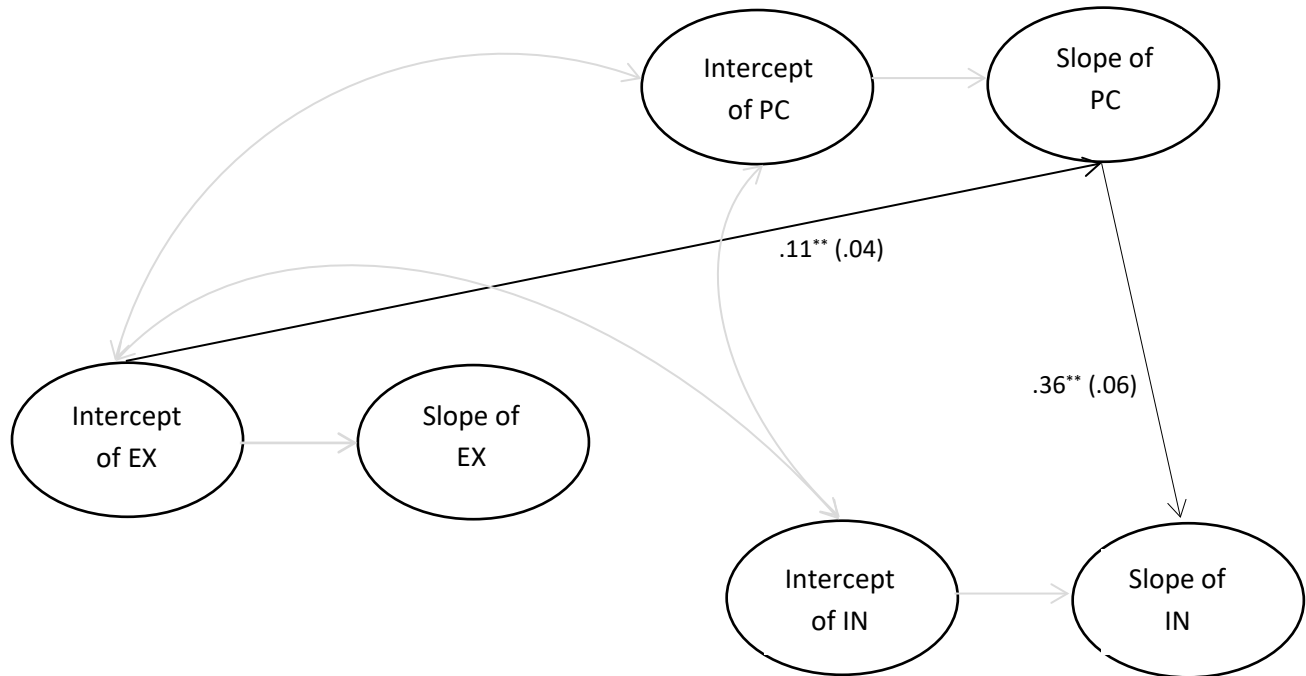 Intercept
of PC
Slope of
PC
.11** (.04)
Intercept
of EX
Slope of
EX
.36** (.06)
Intercept
of IN
Slope of
IN